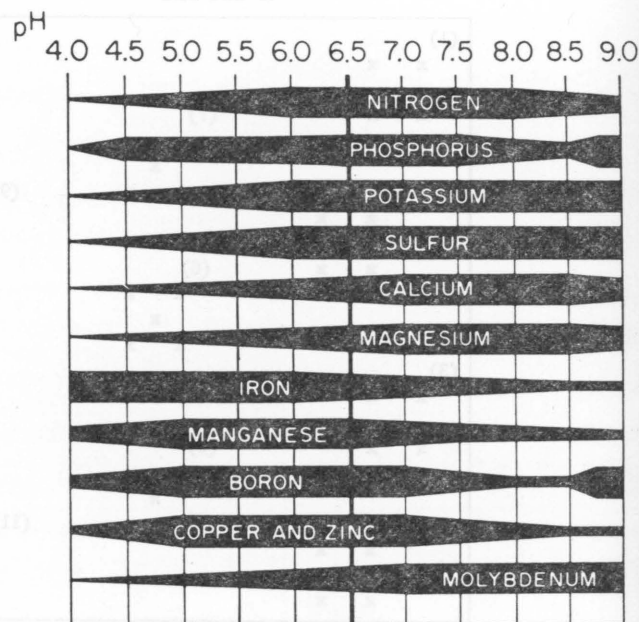 pH
4.0 4.5 5.0 5.5 6.0 6.5 7.0 7.5 8.0 8.5 9.0
NITROGEN
PHOSPHORUS
POTASSIUM
SULFUR
CALCIUM
MAGNESIUM
IRON
MANGANESE
BORON
COPPER AND ZINC
MOLYBDENUM